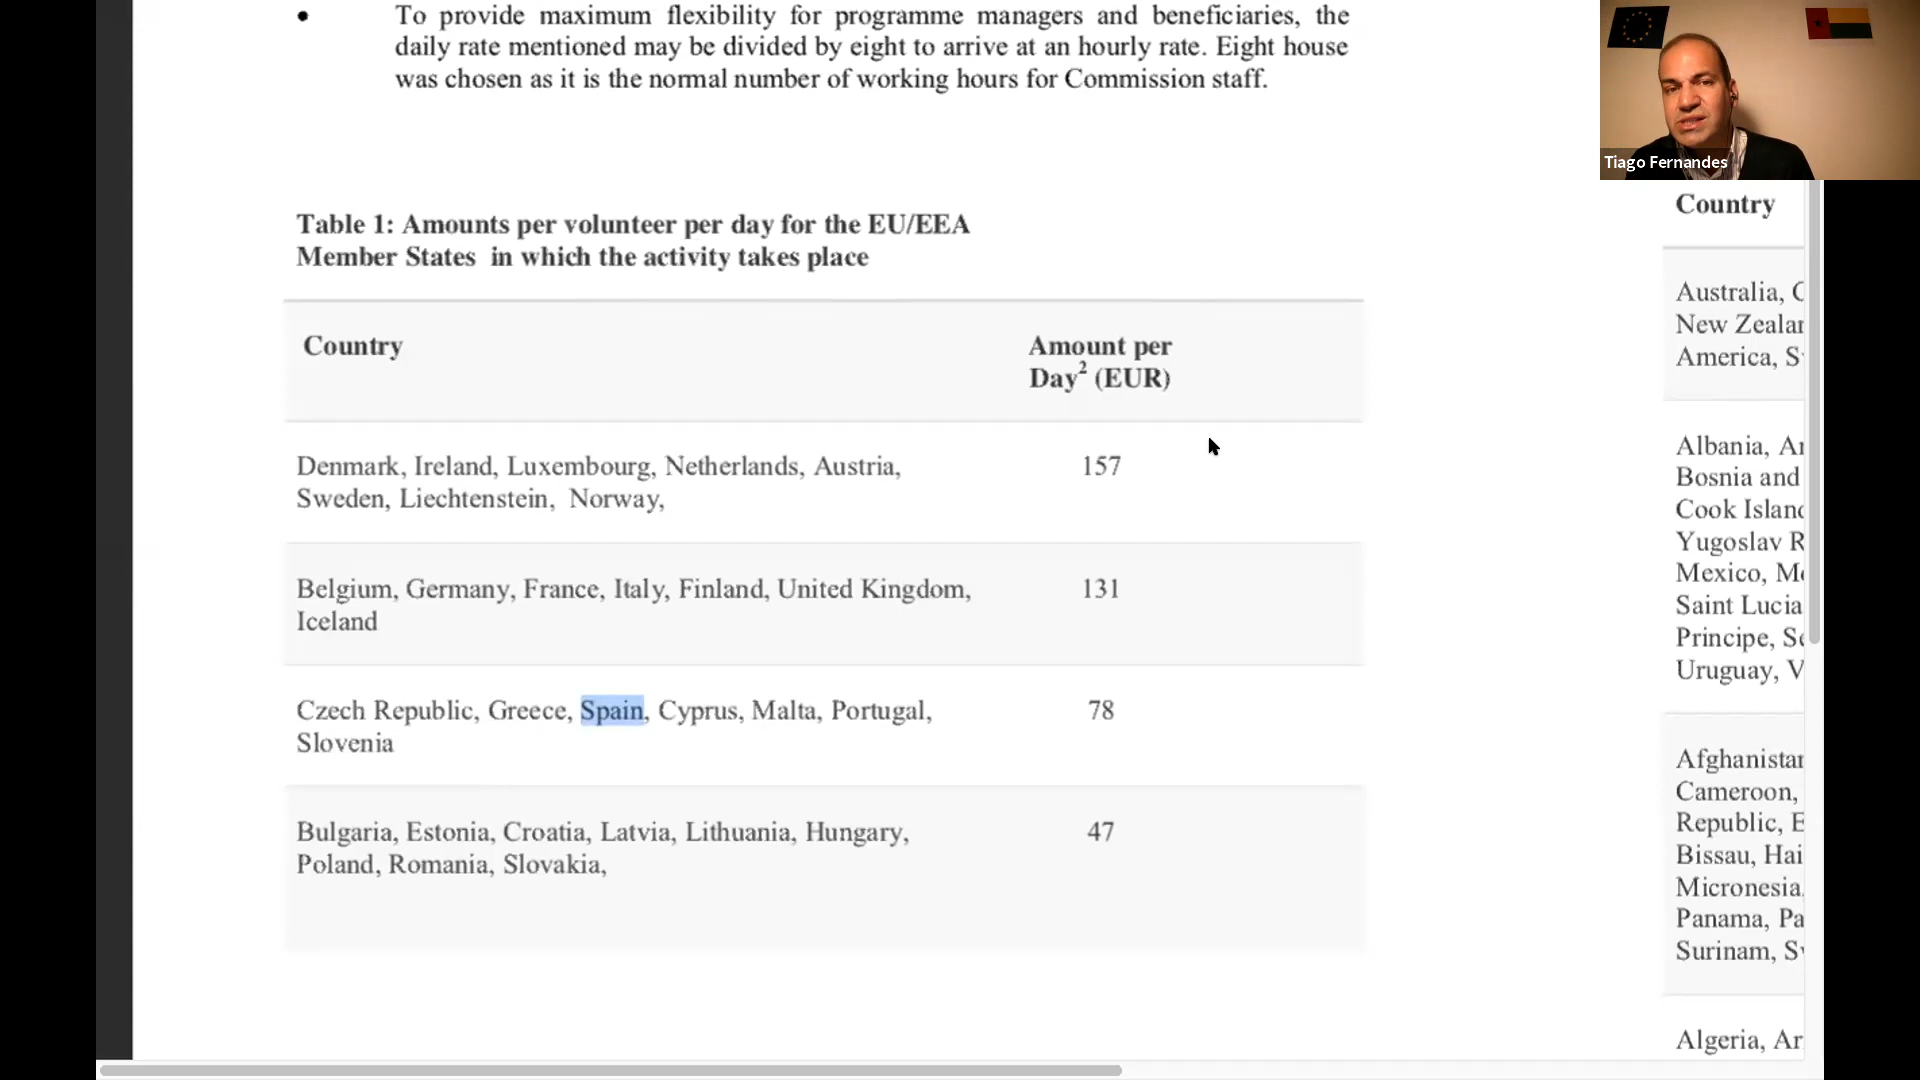 • To provide maximum flexibility for programme managers and beneficiaries, the
daily rate mentioned may be divided by eight to arrive at an hourly rate. Eight house
was chosen as it is the normal number of working hours for Commission staff.
Tiago Fernandes
Table 1: Amounts per volunteer per day for the EU/EEA
Member States in which the activity takes place
Country
Amount per
Day² (EUR)
Denmark, Ireland, Luxembourg, Netherlands, Austria,
Sweden, Liechtenstein, Norway,
157
Belgium, Germany, France, Italy, Finland, United Kingdom,
Iceland
131
Czech Republic, Greece, Spain, Cyprus, Malta, Portugal,
Slovenia
78
Bulgaria, Estonia, Croatia, Latvia, Lithuania, Hungary,
Poland, Romania, Slovakia,
47
Country
Australia,
New
America,
Albania,
Bosnia and
Cook
Yugoslav
Mexico,
Saint Lucia
Principe,
Uruguay,
Cameroon,
Republic,
Bissau,
Micronesia
Panama,
Surinam,
Algeria,